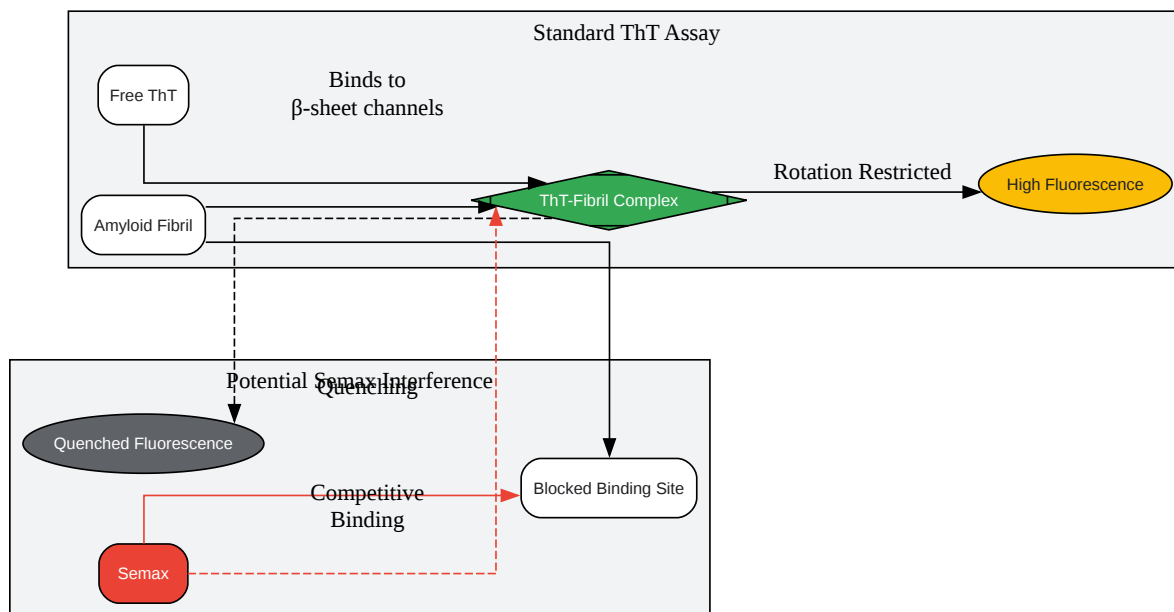 Standard ThT Assay
Free ThT
Binds to
β-sheet channels
Rotation Restricted
High Fluorescence
ThT-Fibril Complex
Amyloid Fibril
Potential Semax Interference
Quenching
Quenched Fluorescence
Blocked Binding Site
Competitive
Binding
Semax